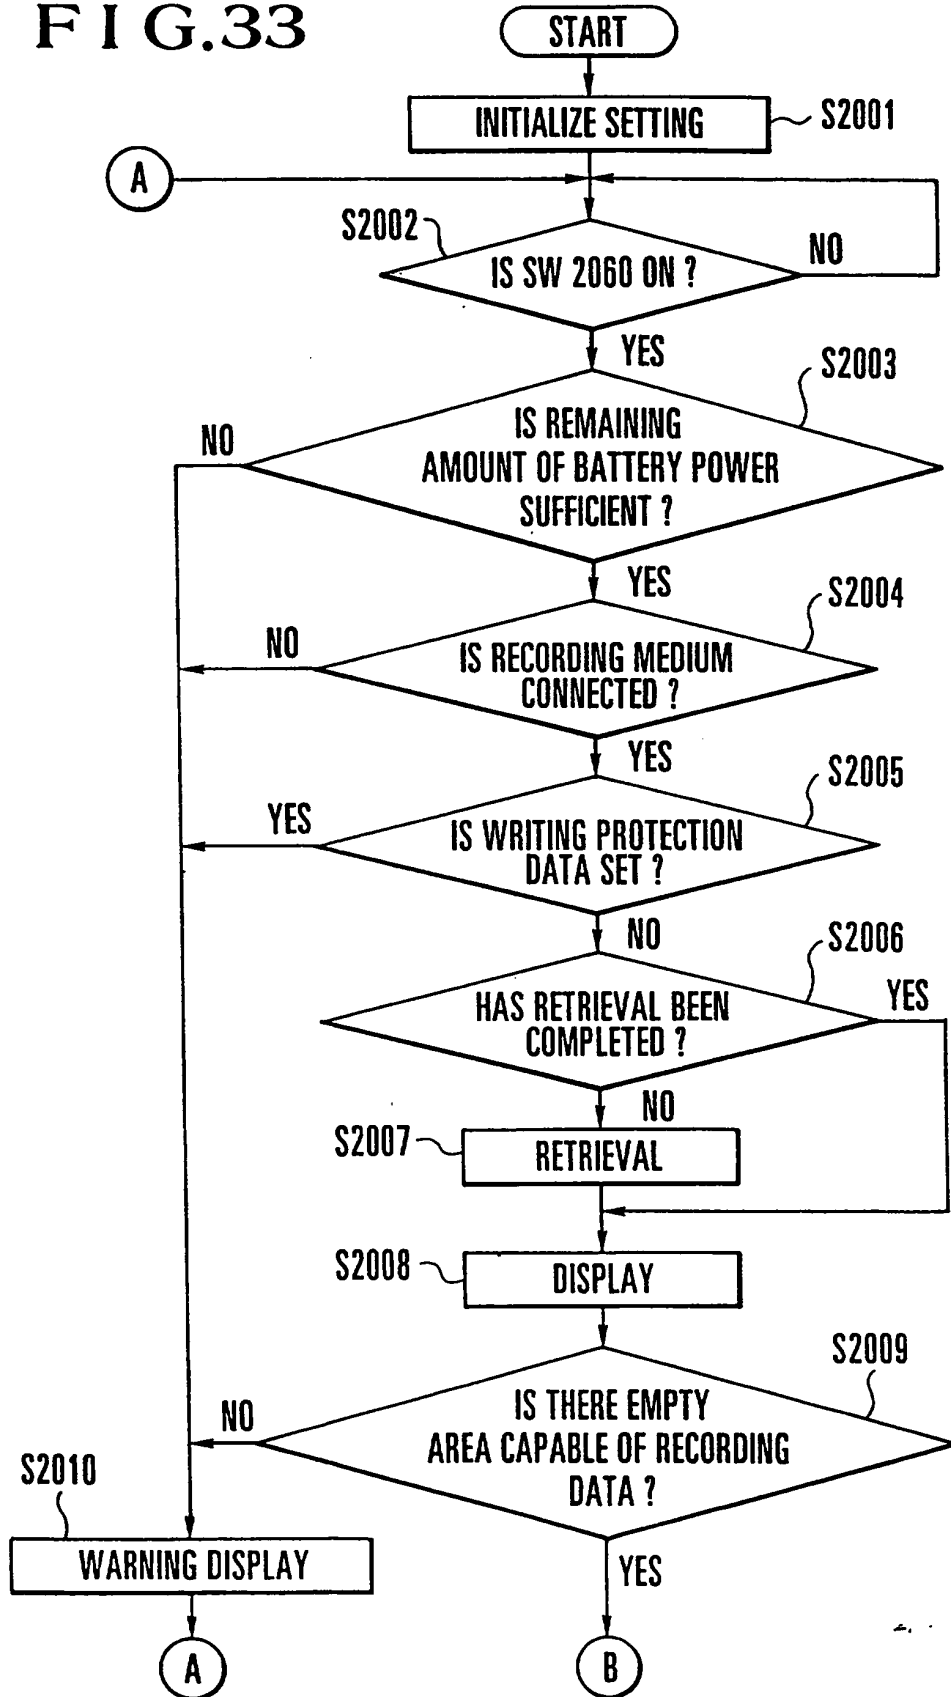 FIG.33
START
INITIALIZE SETTING
S2001
A
S2002
IS SW 2060 ON ?
NO
YES
S2003
IS REMAINING
AMOUNT OF BATTERY POWER
SUFFICIENT ?
NO
YES
S2004
IS RECORDING MEDIUM
CONNECTED ?
NO
YES
S2005
IS WRITING PROTECTION
DATA SET ?
YES
NO
S2006
HAS RETRIEVAL BEEN
COMPLETED ?
YES
NO
S2007
RETRIEVAL
S2008
DISPLAY
S2009
IS THERE EMPTY
AREA CAPABLE OF RECORDING
DATA ?
NO
S2010
WARNING DISPLAY
YES
A
B